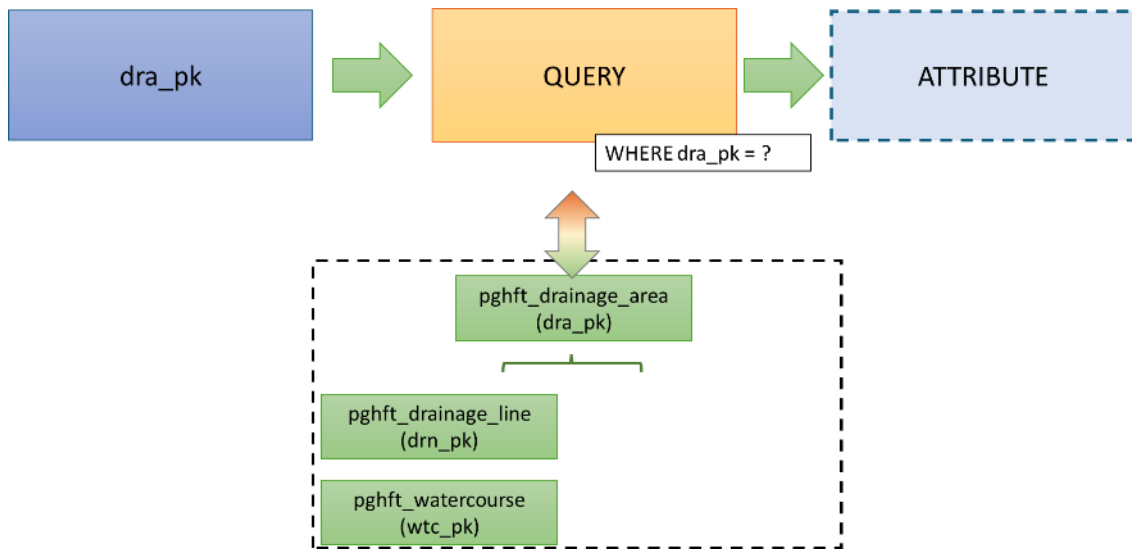 dra_pk
QUERY
ATTRIBUTE
WHERE dra_pk = ?
pghft_drainage_area
(dra_pk)
pghft_drainage_line
(drn_pk)
pghft_watercourse
(wtc_pk)